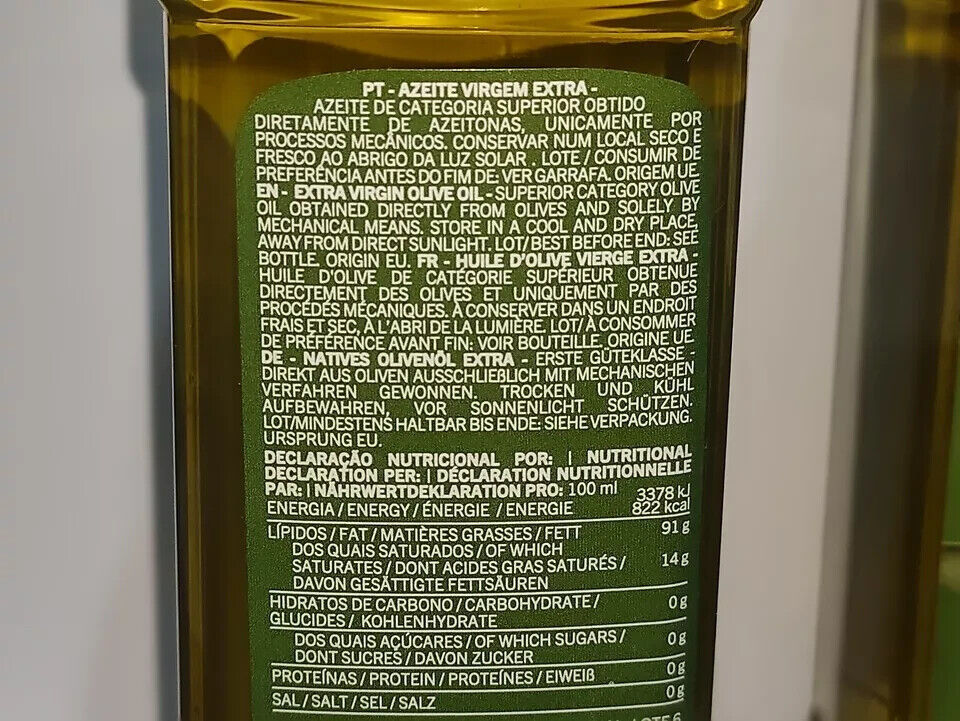 PT - AZEITE VIRGEM EXTRA -
AZEITE DE CATEGORIA SUPERIOR OBTIDO
DIRETAMENTE DE AZEITONAS, UNICAMENTE POR
PROCESSOS MECÂNICOS. CONSERVAR NUM LOCAL SECO E
FRESCO AO ABRIGO DA LUZ SOLAR . LOTE / CONSUMIR DE
PREFERÊNCIA ANTES DO FIM DE: VER GARRAFA. ORIGEM UE.
EN - EXTRA VIRGIN OLIVE OIL - SUPERIOR CATEGORY OLIVE
OIL OBTAINED DIRECTLY FROM OLIVES AND SOLELY BY
MECHANICAL MEANS. STORE IN A COOL AND DRY PLACE,
AWAY FROM DIRECT SUNLIGHT. LOT/ BEST BEFORE END: SEE
BOTTLE. ORIGIN EU. FR - HUILE D'OLIVE VIERGE EXTRA -
HUILE D'OLIVE DE CATÉGORIE SUPÉRIEUR OBTENUE
DIRECTEMENT DES OLIVES ET UNIQUEMENT PAR DES
PROCÉDÉS MÉCANIQUES. À CONSERVER DANS UN ENDROIT
FRAIS ET SEC, À L'ABRI DE LA LUMIÈRE. LOT/ À CONSOMMER
DE PRÉFÉRENCE AVANT FIN: VOIR BOUTEILLE. ORIGINE UE.
DE - NATIVES OLIVENÖL EXTRA - ERSTE GÜTEKLASSE -
DIREKT AUS OLIVEN AUSSCHLIEßLICH MIT MECHANISCHEN
VERFAHREN GEWONNEN. TROCKEN UND KÜHL
AUFBEWAHREN, VOR SONNENLICHT SCHÜTZEN.
LOT/MINDESTENS HALTBAR BIS ENDE: SIEHE VERPACKUNG.
URSPRUNG EU.
DECLARAÇÃO NUTRICIONAL POR: | NUTRITIONAL
DECLARATION PER: | DÉCLARATION NUTRITIONNELLE
PAR: | NÄHRWERTDEKLARATION PRO: 100 ml
3378 kJ
ENERGIA / ENERGY / ÉNERGIE / ENERGIE 822 kcal
LÍPIDOS / FAT / MATIÈRES GRASSES / FETT 91 g
DOS QUAIS SATURADOS / OF WHICH
SATURATES / DONT ACIDES GRAS SATURÉS / 14 g
DAVON GESÄTTIGTE FETTSÄUREN
HIDRATOS DE CARBONO / CARBOHYDRATE / 0 g
GLUCIDES / KOHLENHYDRATE
DOS QUAIS AÇÚCARES / OF WHICH SUGARS / 0 g
DONT SUCRES / DAVON ZUCKER
PROTEÍNAS / PROTEIN / PROTÉINES / EIWEIß 0 g
SAL / SALT / SEL / SALZ 0 g